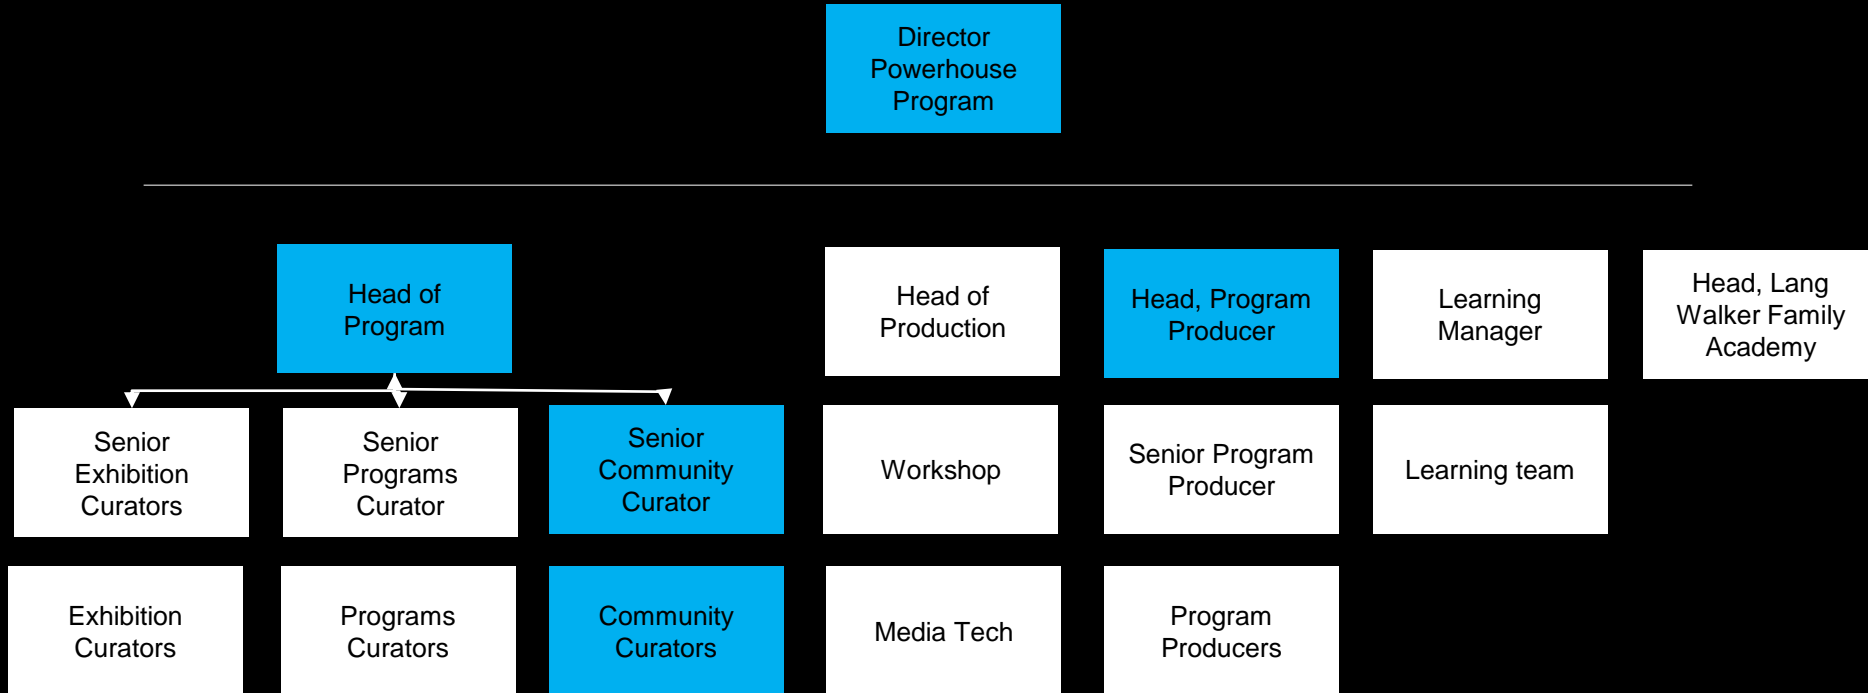 Director
Powerhouse
Program
Head of
Program
Head of
Production
Head, Program
Producer
Learning
Manager
Head, Lang
Walker Family
Academy
Senior
Exhibition
Curators
Senior
Programs
Curator
Senior
Community
Curator
Workshop
Senior Program
Producer
Learning team
Exhibition
Curators
Programs
Curators
Community
Curators
Media Tech
Program
Producers